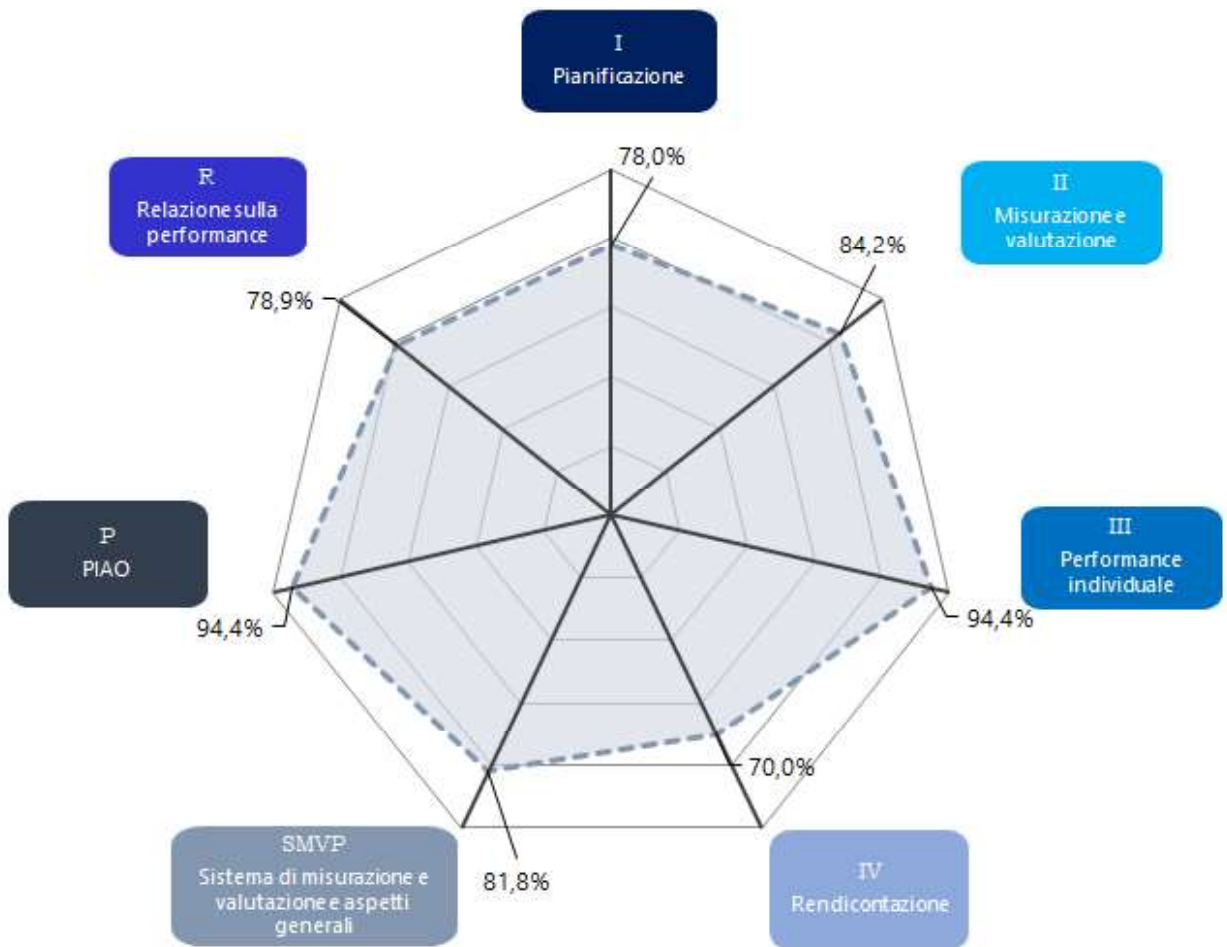 I
Pianificazione
78,0%
R
Relazione sulla
performance
II
Misurazione e
valutazione
84,2%
78,9%
P
PIAO
III
Performance
individuale
94,4%
94,4%
70,0%
SMVP
Sistema di misurazione e
valutazione e aspetti
generali
81,8%
IV
Rendicontazione